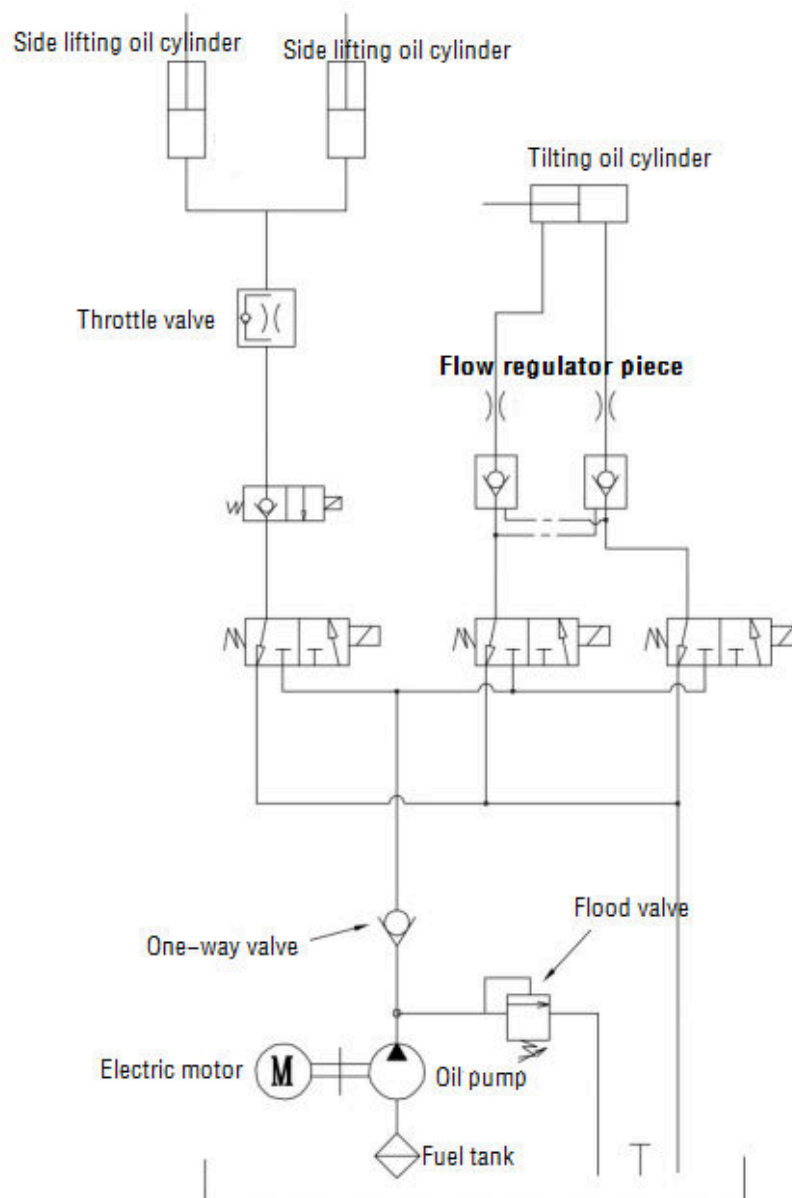 Side lifting oil cylinder
Side lifting oil cylinder
Tilting oil cylinder
Throttle valve
Flow regulator piece
Flood valve
One-way valve
Electric motor
M
Oil pump
Fuel tank